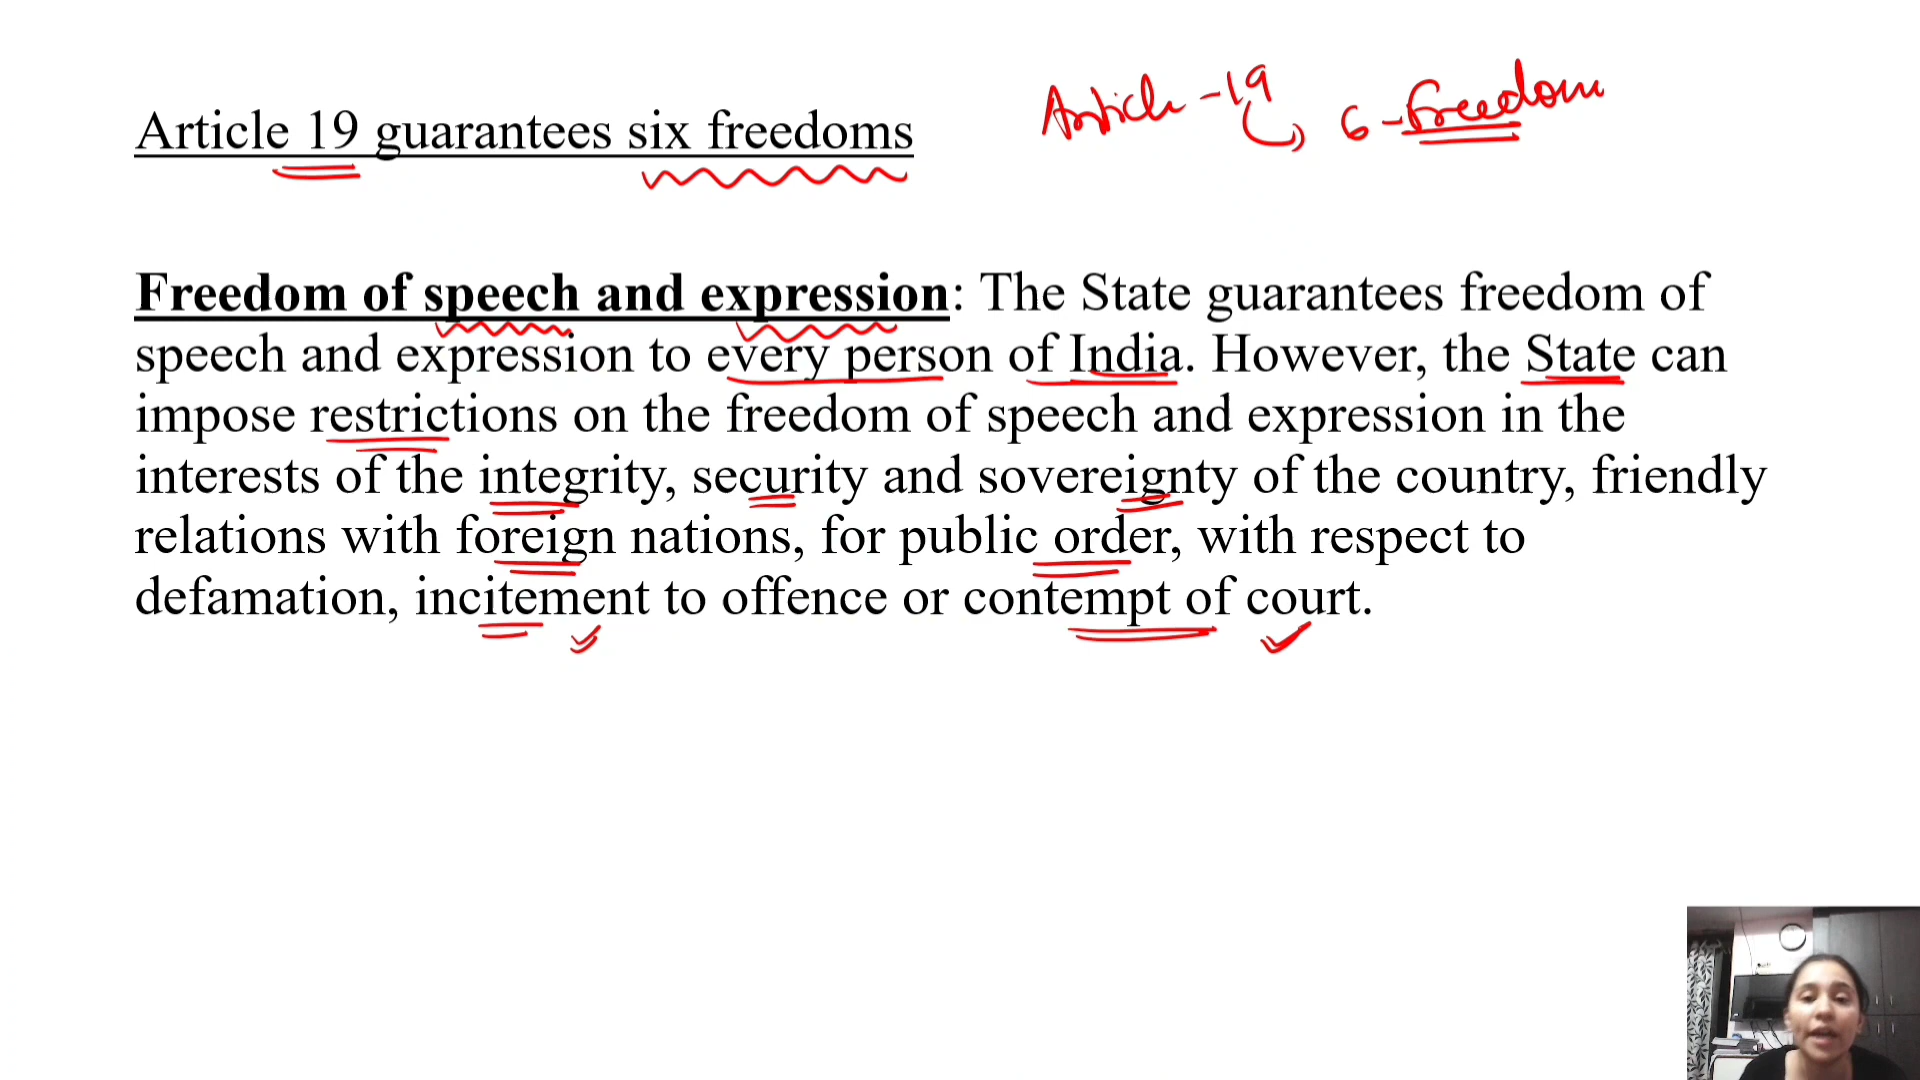 Article 19 guarantees six freedoms
Article -19 6-Freedom
Freedom of speech and expression: The State guarantees freedom of
speech and expression to every person of India. However, the State can
impose restrictions on the freedom of speech and expression in the
interests of the integrity, security and sovereignty of the country, friendly
relations with foreign nations, for public order, with respect to
defamation, incitement to offence or contempt of court.